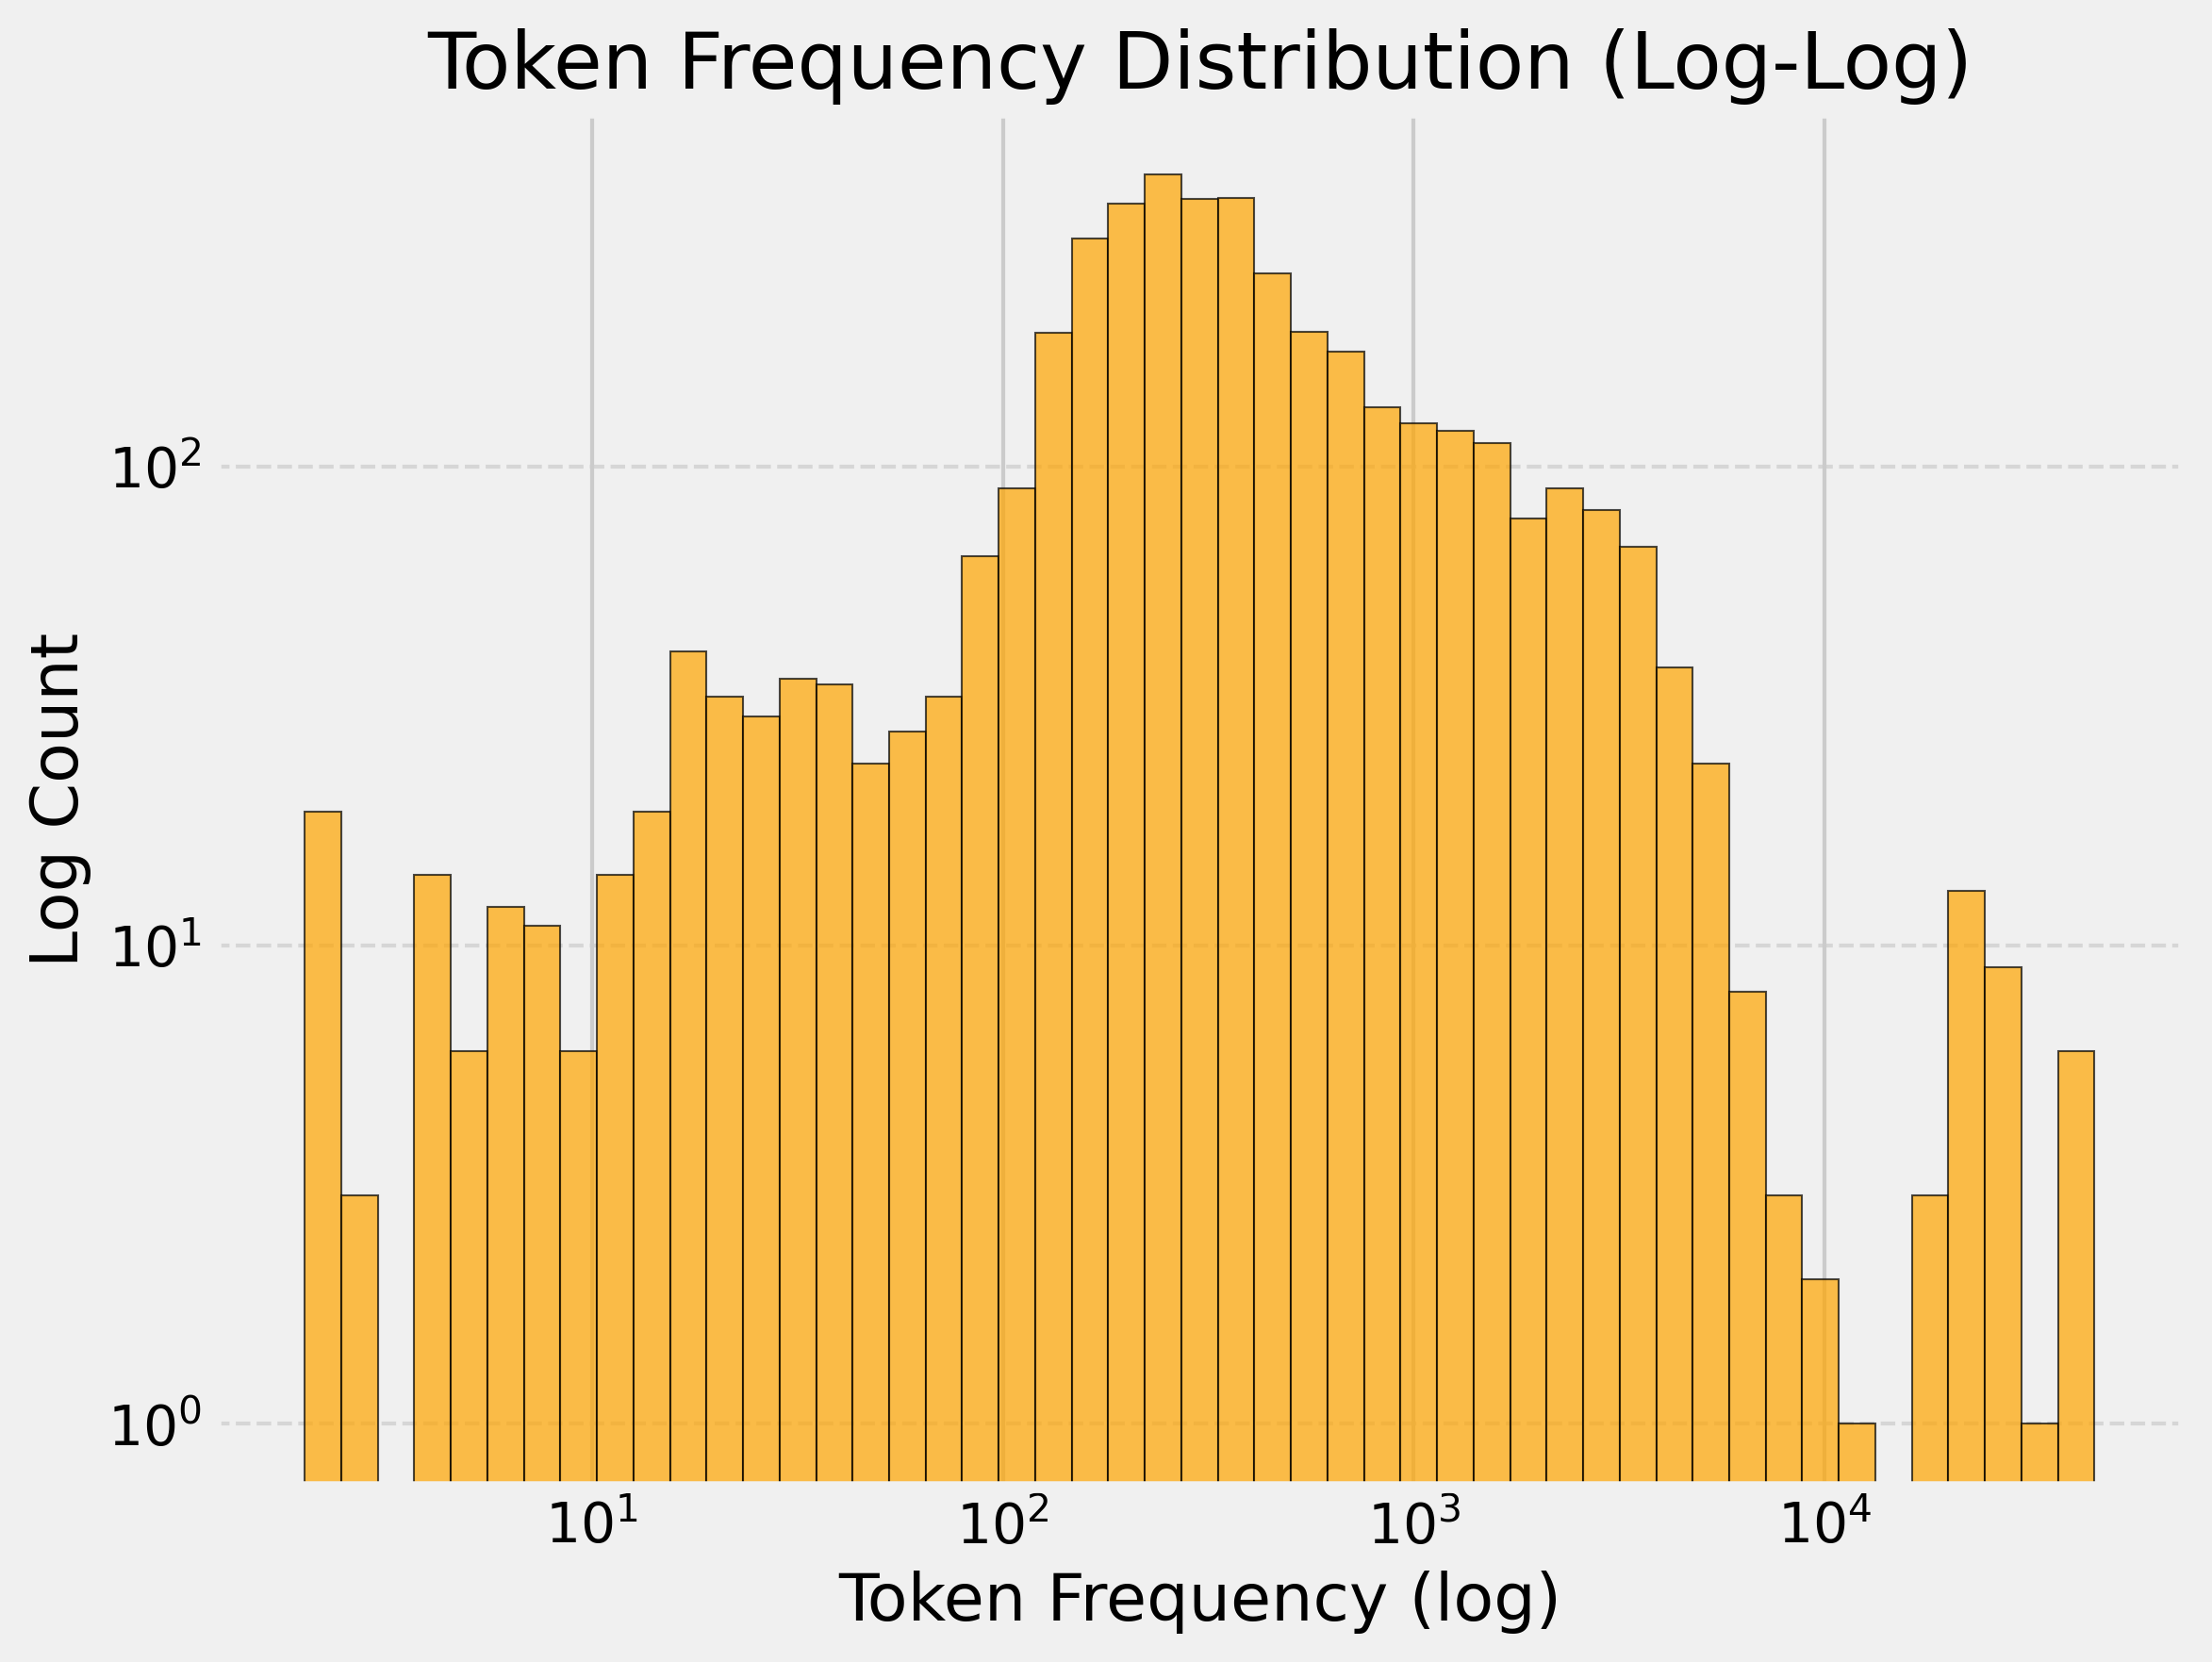 Token Frequency Distribution (Log-Log)
Log Count
10²
10¹
10⁰
10¹ 10² 10³ 10⁴
Token Frequency (log)